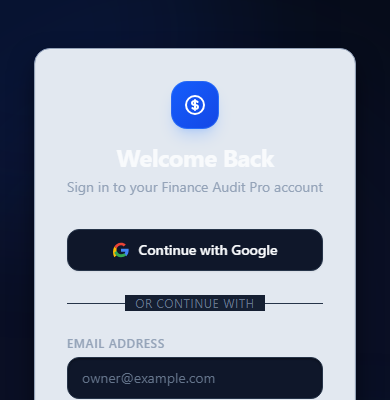 Welcome Back
Sign in to your Finance Audit Pro account
Continue with Google
OR CONTINUE WITH
EMAIL ADDRESS
owner@example.com